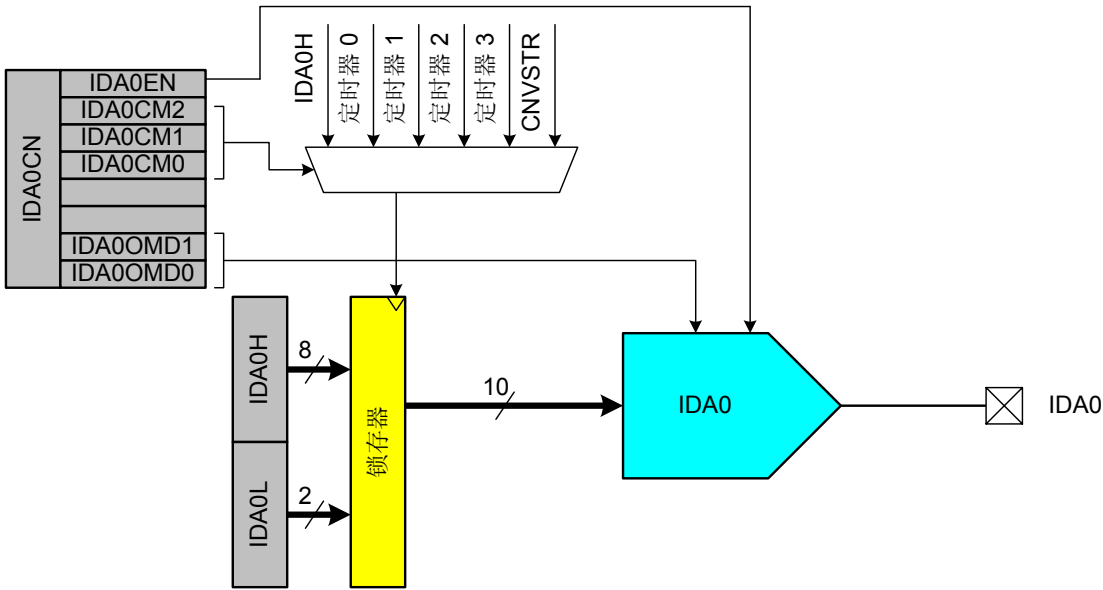 IDA0CN
IDA0EN
IDA0CM2
IDA0CM1
IDA0CM0
IDA0OMD1
IDA0OMD0
IDA0H
定时器 0
定时器 1
定时器 2
定时器 3
CNVSTR
IDA0H
IDA0L
8
2
锁存器
10
IDA0
IDA0